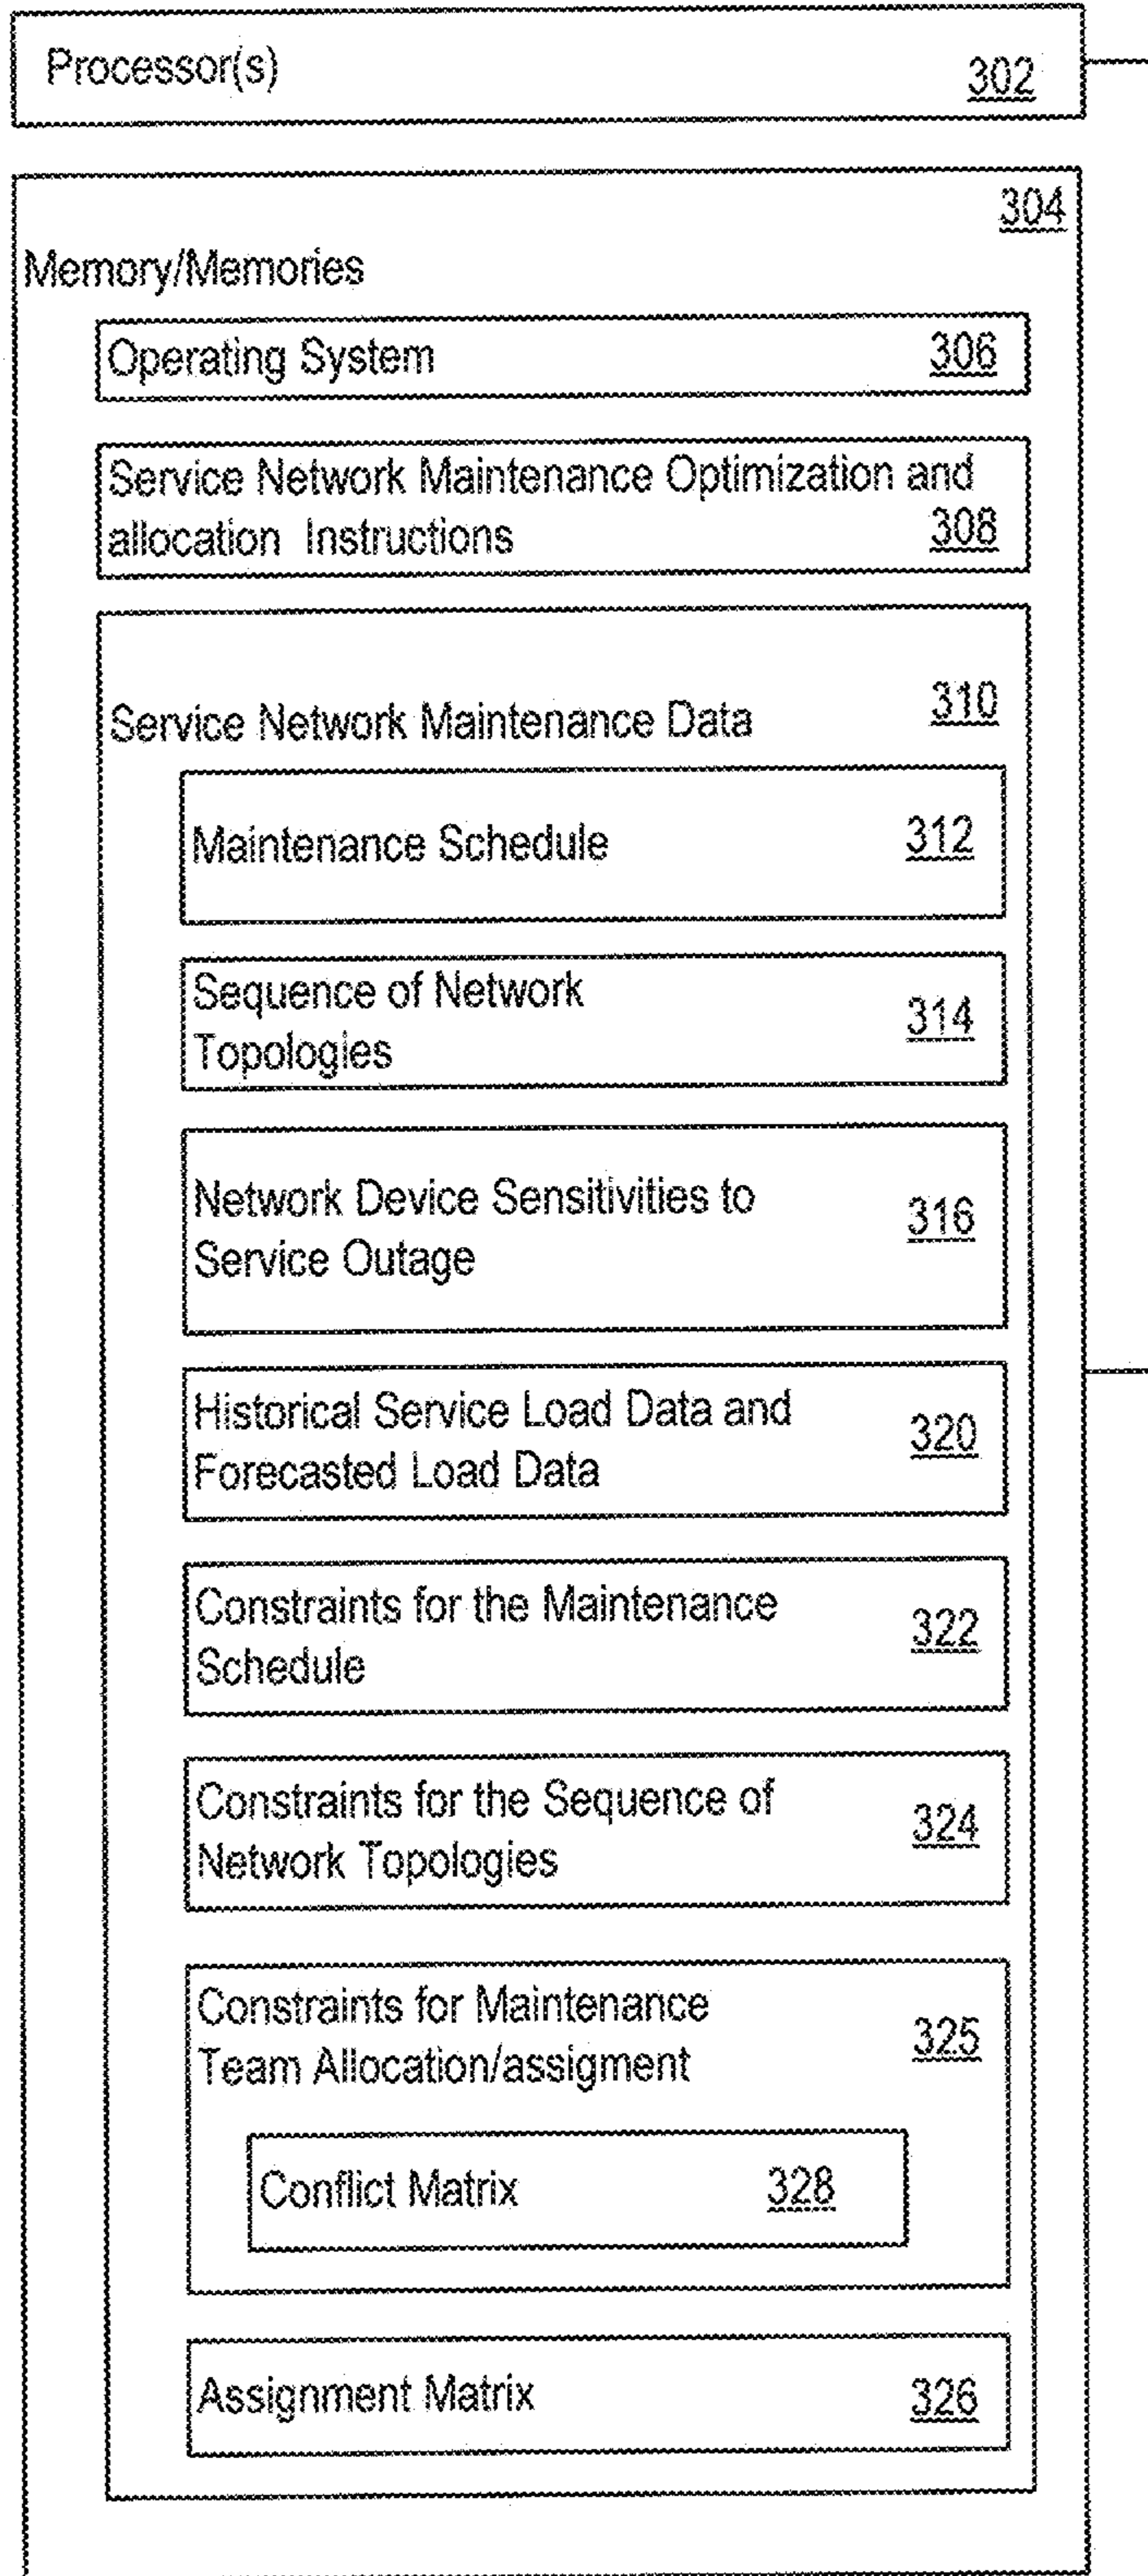 Processor(s) 302
304
Memory/Memories
Operating System 306
Service Network Maintenance Optimization and
allocation Instructions 308
Service Network Maintenance Data 310
Maintenance Schedule 312
Sequence of Network
Topologies 314
Network Device Sensitivities to
Service Outage 316
Historical Service Load Data and
Forecasted Load Data 320
Constraints for the Maintenance
Schedule 322
Constraints for the Sequence of
Network Topologies 324
Constraints for Maintenance
Team Allocation/assigment 325
Conflict Matrix 328
Assignment Matrix 326